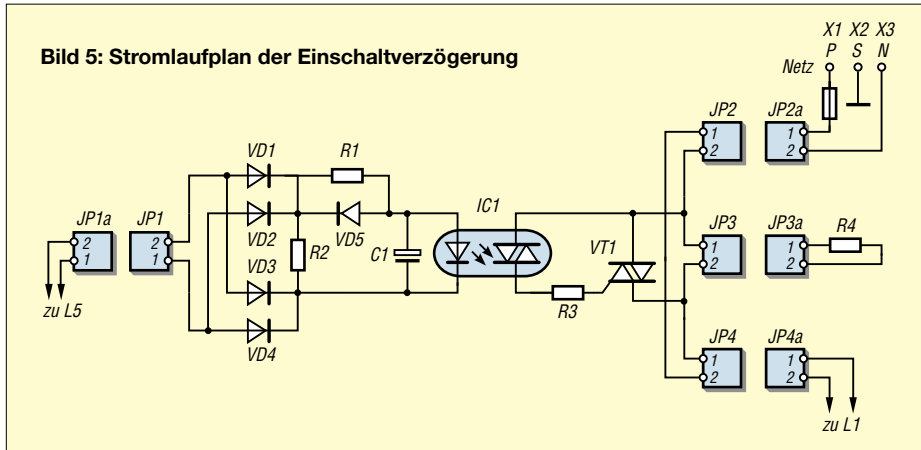 Bild 5: Stromlaufplan der Einschaltverzögerung
X1 X2 X3
P S N
Netz
JP2 JP2a
1 1
2 2
VD1 R1
JP1a JP1
2 1
1 2
VD2 VD5
IC1
JP3 JP3a R4
1 1
2 2
R2 C1
VT1
VD3
R3
zu L5
VD4
JP4 JP4a
1 1
2 2
zu L1